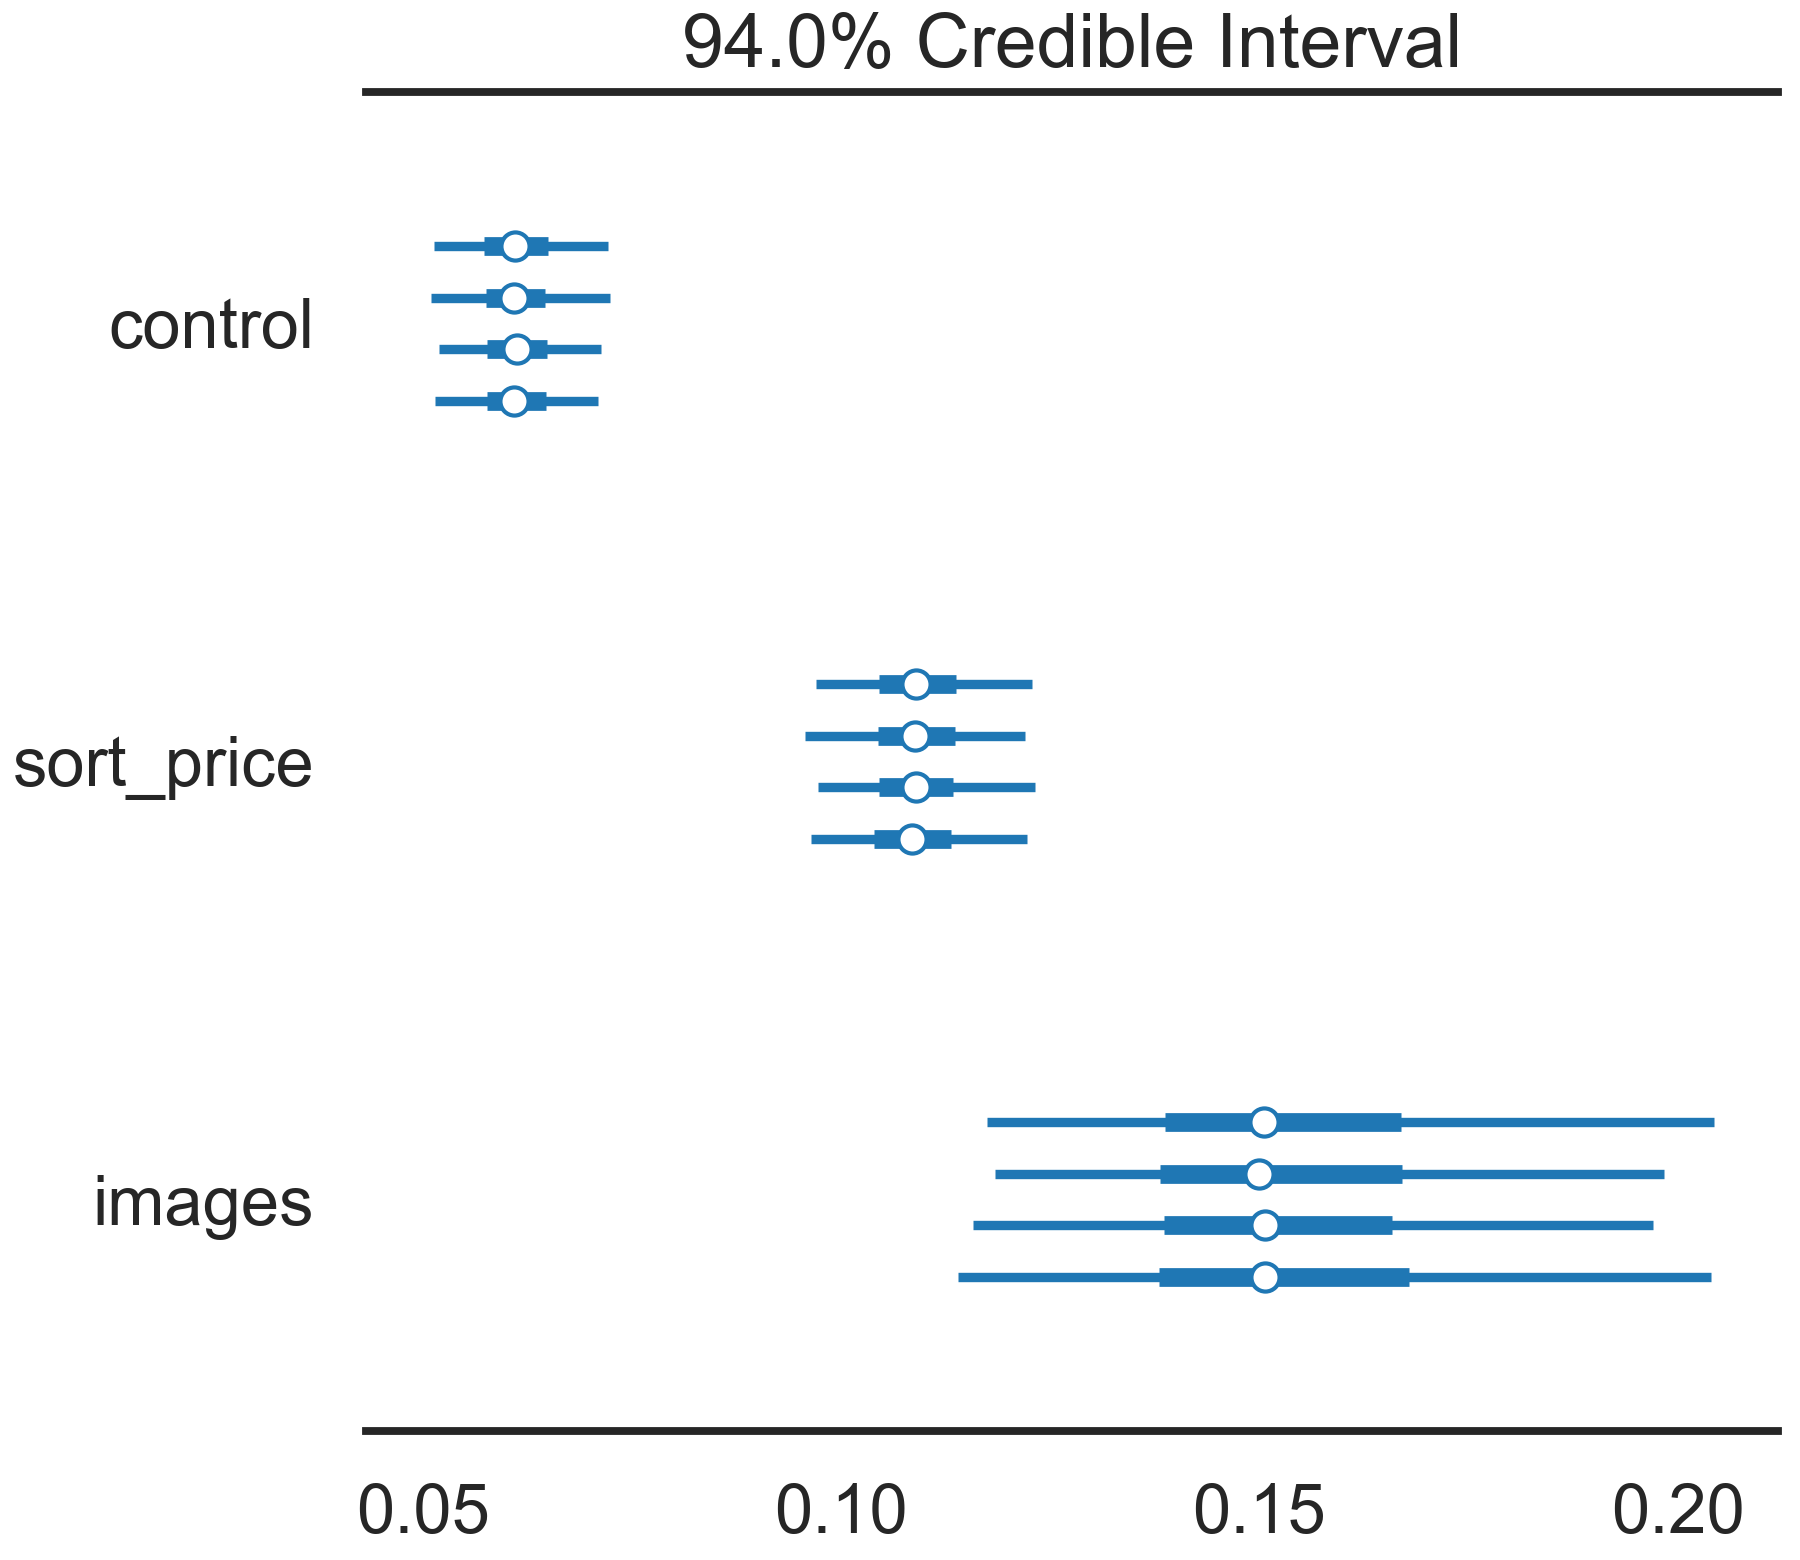 94.0% Credible Interval
control
sort_price
images
0.05 0.10 0.15 0.20